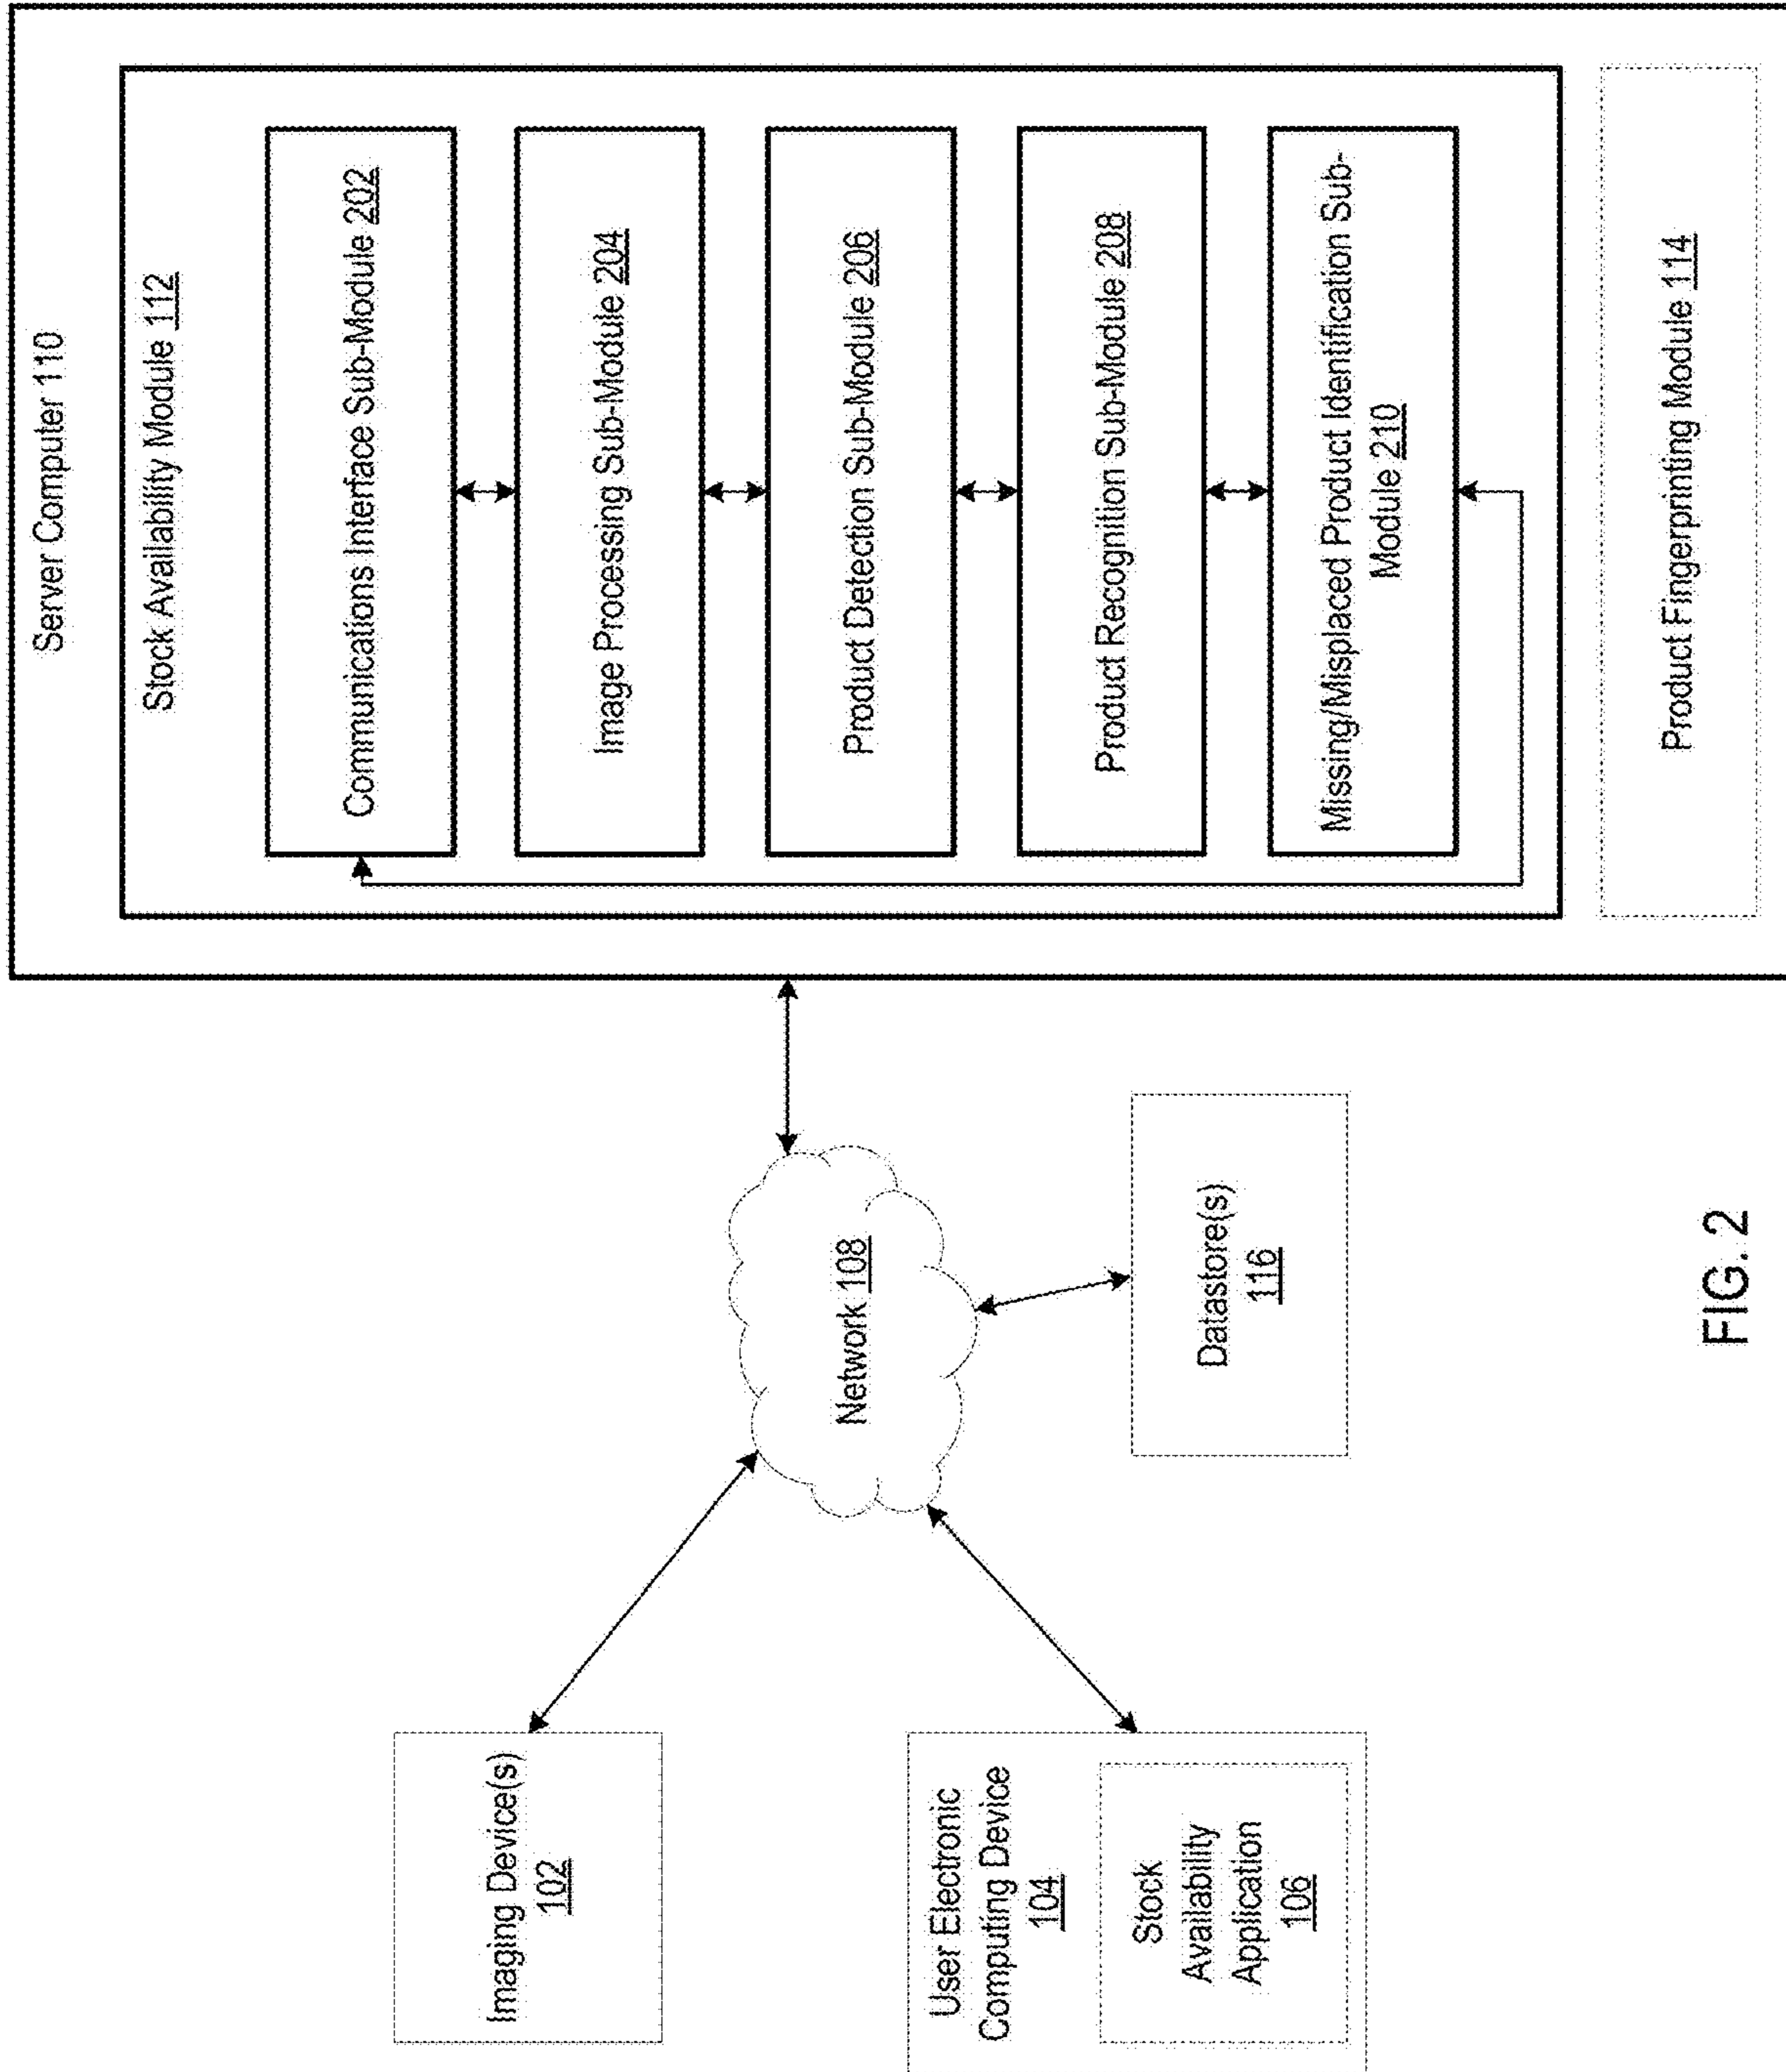 Imaging Device(s)
102
User Electronic
Computing Device
104
Stock
Availability
Application
106
Network 108
Datastore(s)
116
Server Computer 110
Stock Availability Module 112
Communications Interface Sub-Module 202
Image Processing Sub-Module 204
Product Detection Sub-Module 206
Product Recognition Sub-Module 208
Missing/Misplaced Product Identification Sub-
Module 210
Product Fingerprinting Module 114
FIG. 2